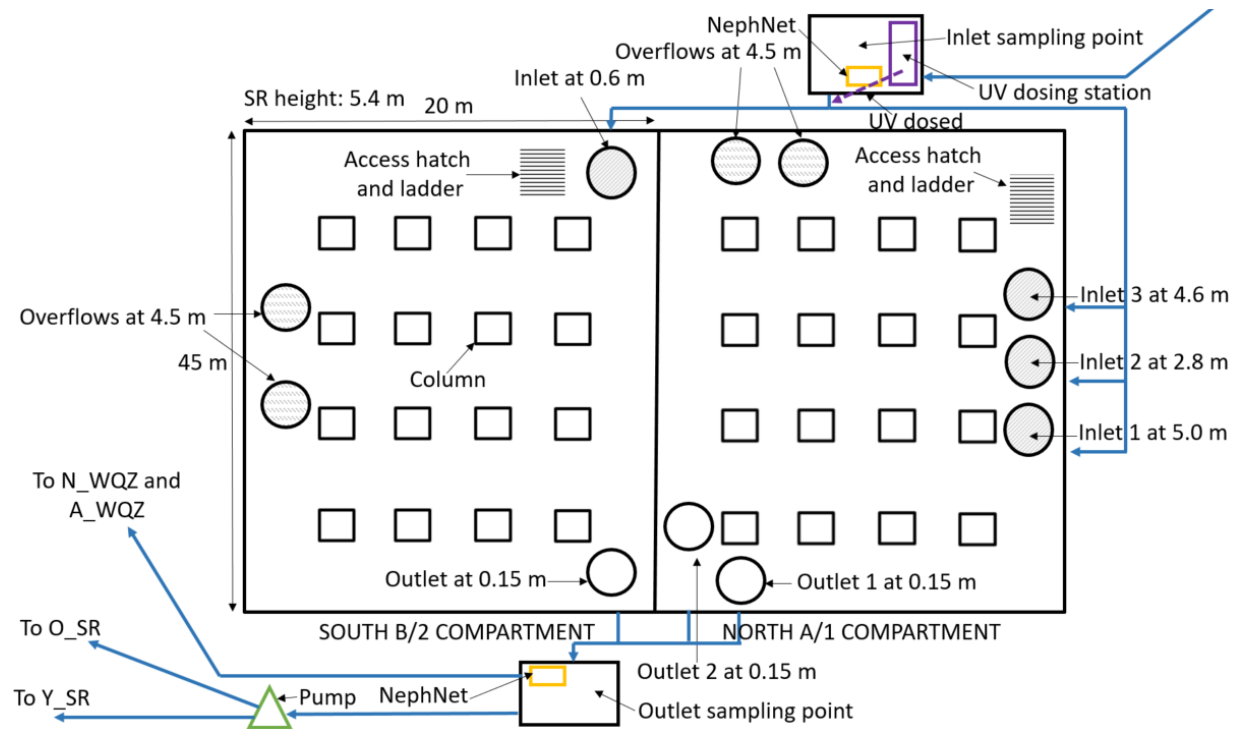 NephNet
Overflows at 4.5 m
Inlet sampling point
Inlet at 0.6 m
UV dosing station
SR height: 5.4 m
20 m
UV dosed
Access hatch
and ladder
Access hatch
and ladder
Inlet 3 at 4.6 m
Overflows at 4.5 m
45 m
Inlet 2 at 2.8 m
Column
Inlet 1 at 5.0 m
To N_WQZ and
A_WQZ
Outlet at 0.15 m
Outlet 1 at 0.15 m
To O_SR
SOUTH B/2 COMPARTMENT
NORTH A/1 COMPARTMENT
Outlet 2 at 0.15 m
To Y_SR
Pump
NephNet
Outlet sampling point